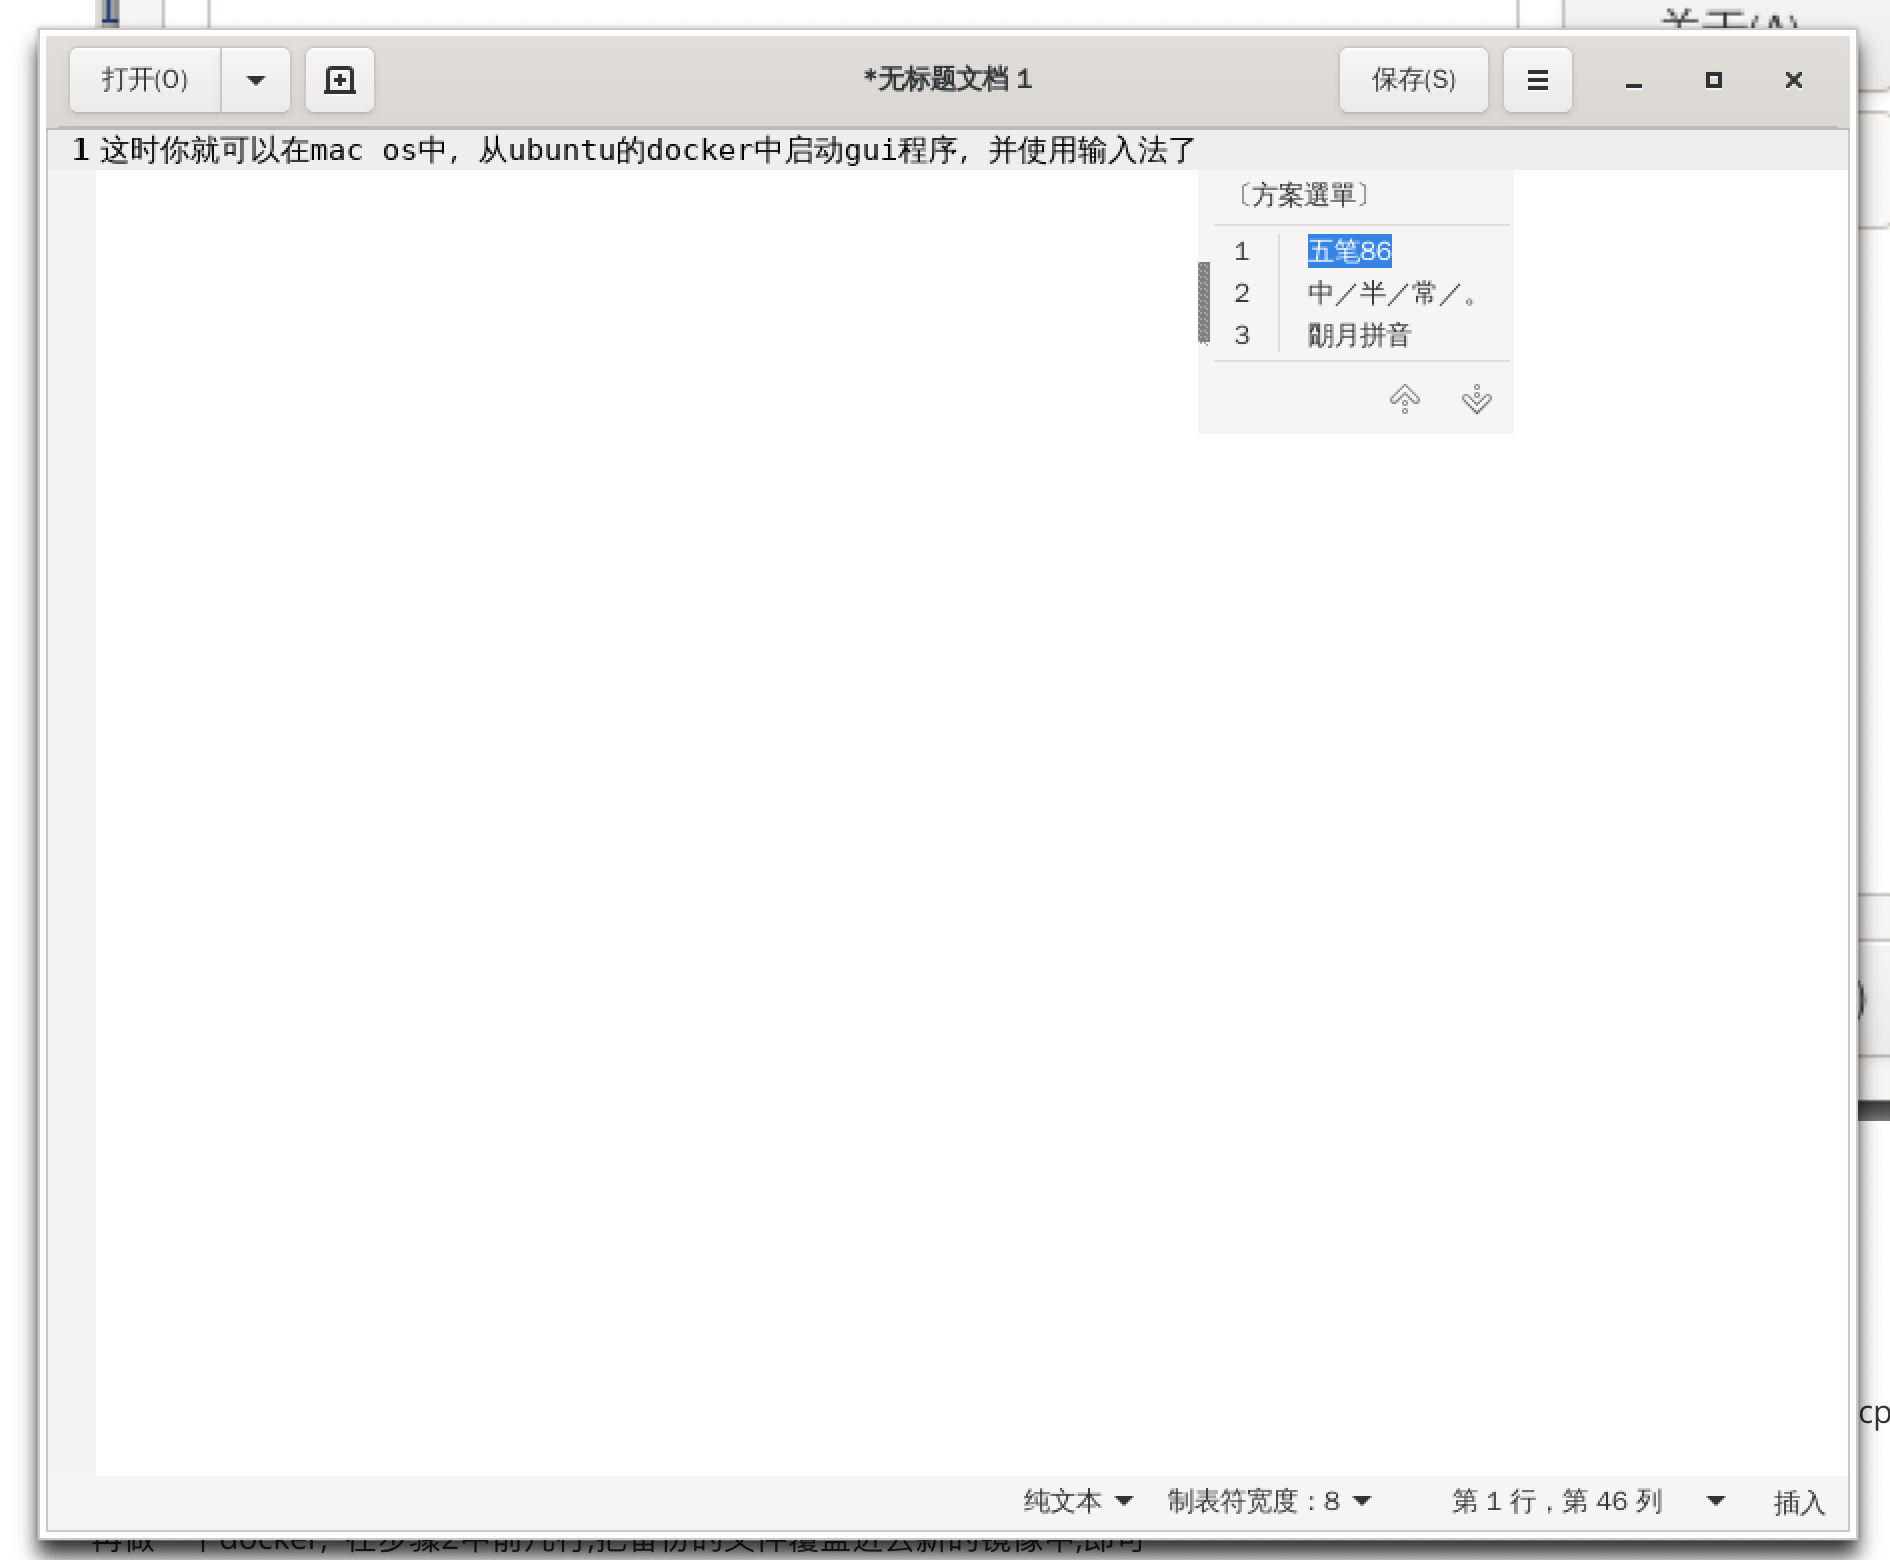 打开(O)
*无标题文档 1
保存(S)
1 这时你就可以在mac os中, 从ubuntu的docker中启动gui程序, 并使用输入法了
〔方案選單〕
1 五笔86
2 中／半／常／。
3 朙月拼音
cp
纯文本
制表符宽度：8
第 1 行，第 46 列
插入